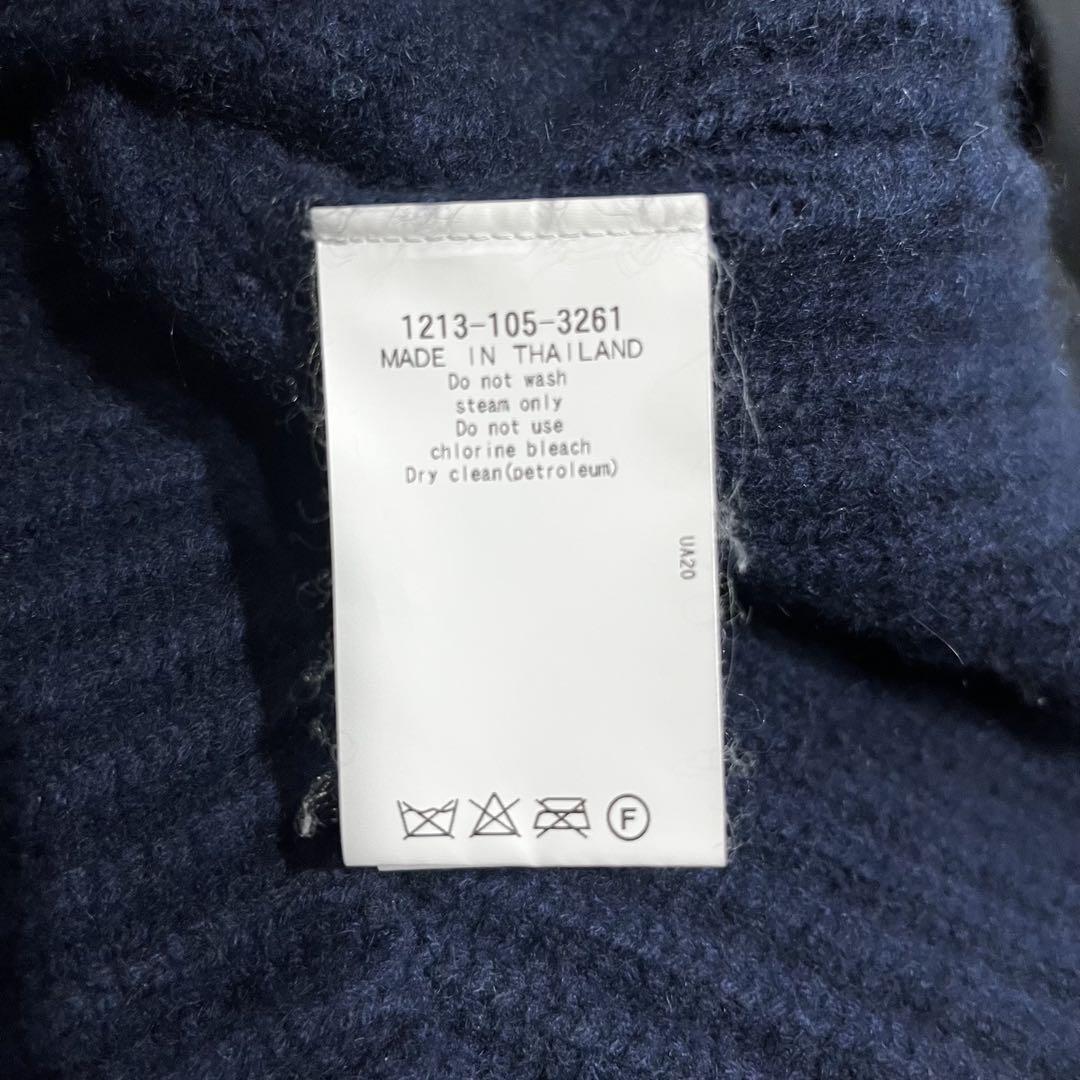 1213-105-3261
MADE IN THAILAND
Do not wash
steam only
Do not use
chlorine bleach
Dry clean(petroleum)
UA20
F